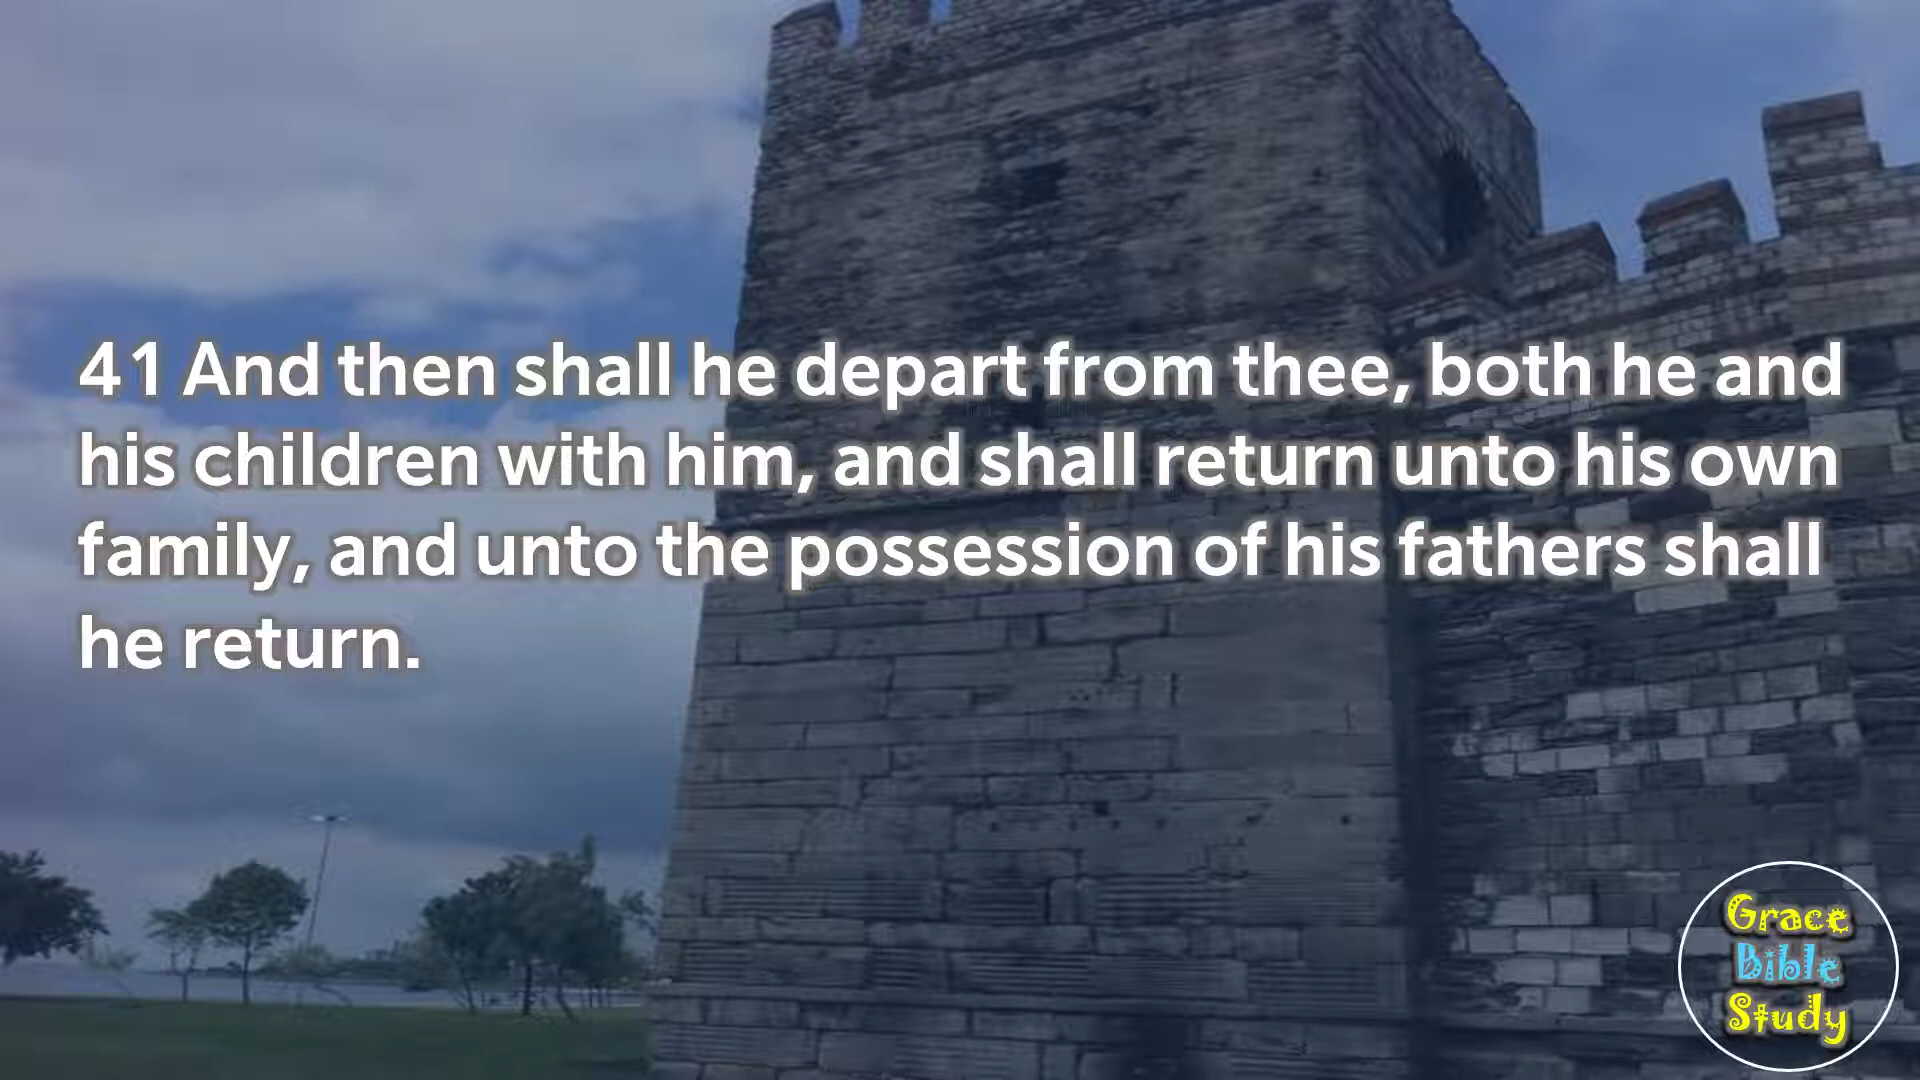 41 And then shall he depart from thee, both he and
his children with him, and shall return unto his own
family, and unto the possession of his fathers shall
he return.
Grace
Bible
Study